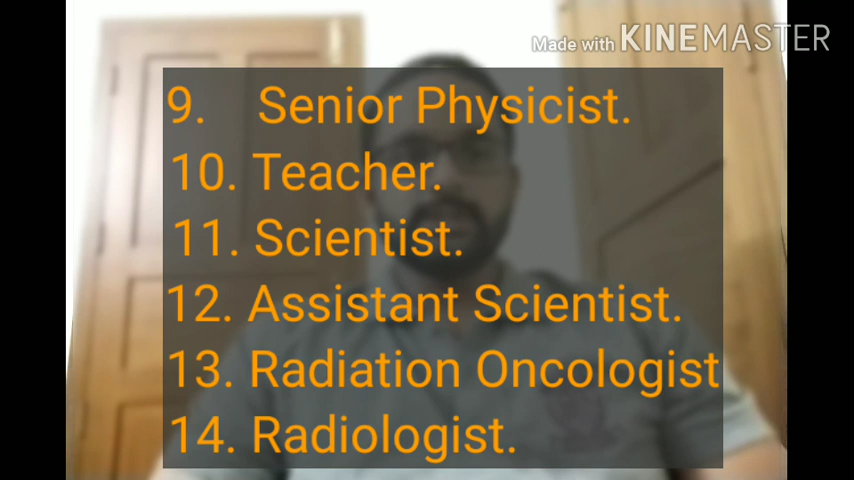 Made with KINEMASTER
9. Senior Physicist.
10. Teacher.
11. Scientist.
12. Assistant Scientist.
13. Radiation Oncologist
14. Radiologist.